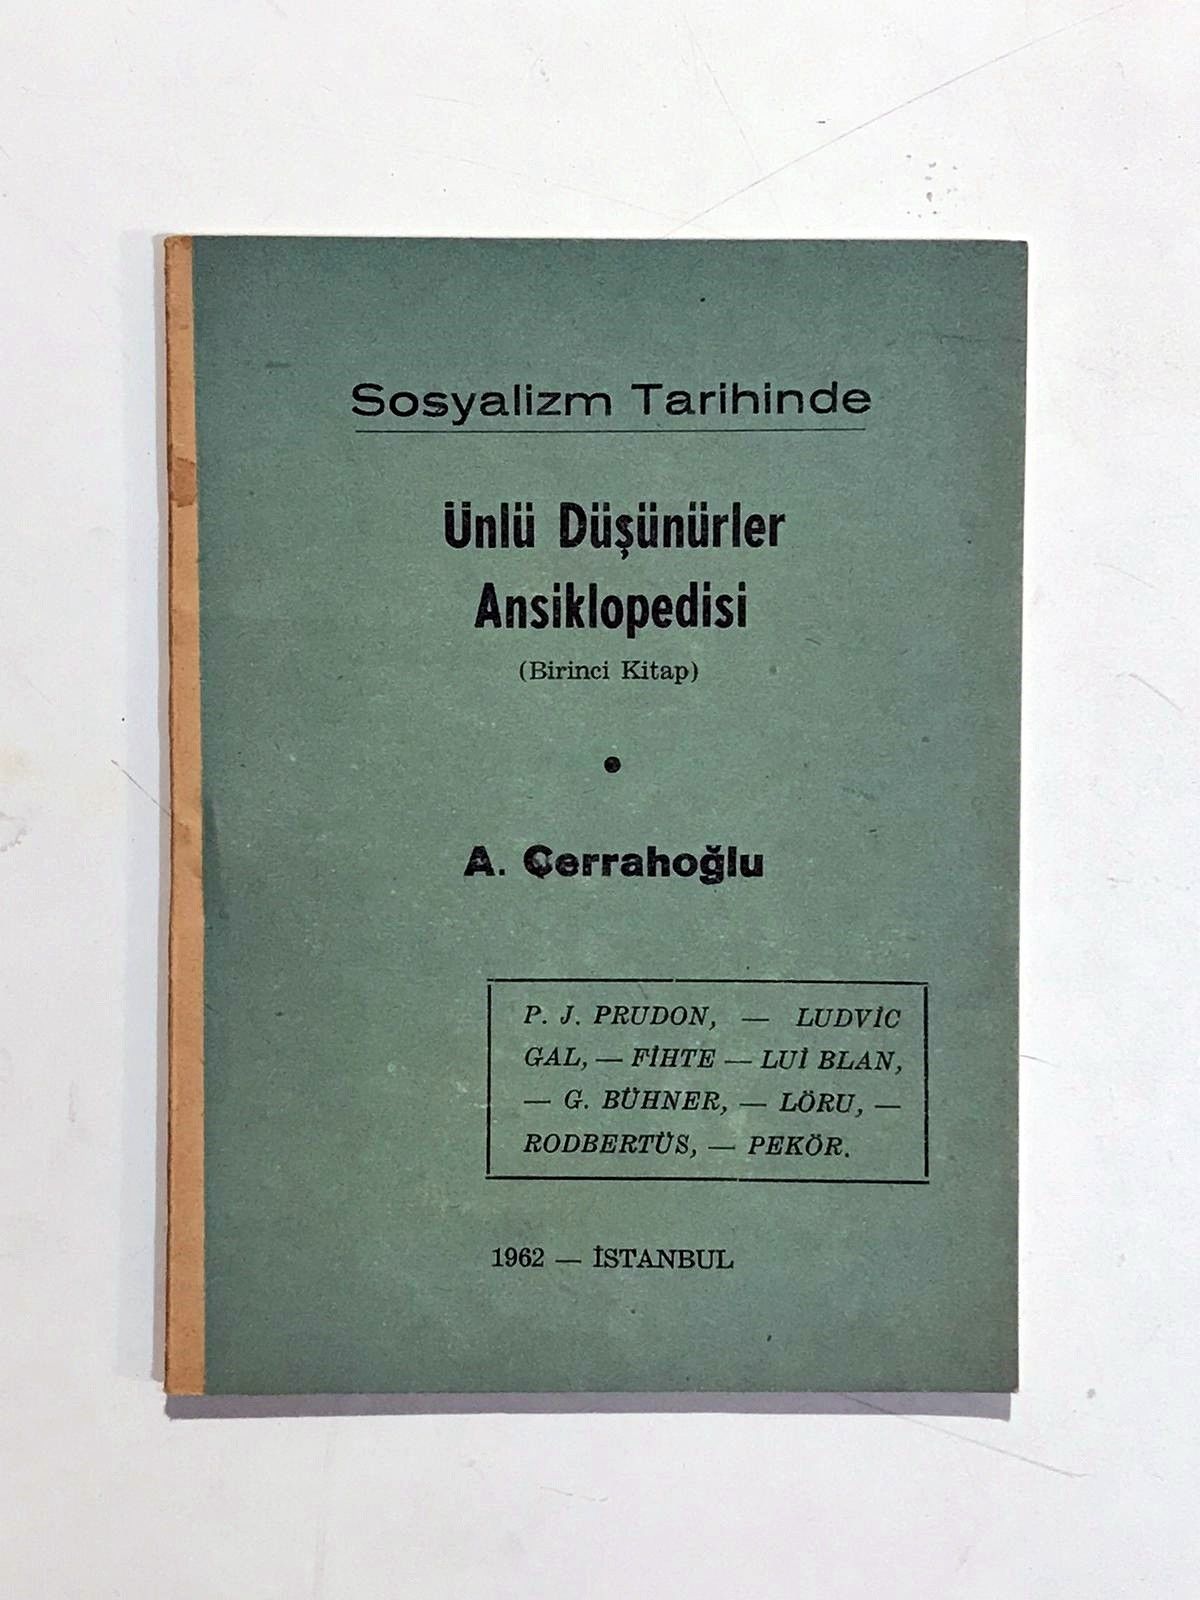 Sosyalizm Tarihinde
Ünlü Düşünürler
Ansiklopedisi
(Birinci Kitap)
A. Cerrahoğlu
P. J. PRUDON, — LUDVİC
GAL, — FİHTE — LUİ BLAN,
— G. BÜHNER, — LÖRU, —
RODBERTÜS, — PEKÖR.
1962 — İSTANBUL